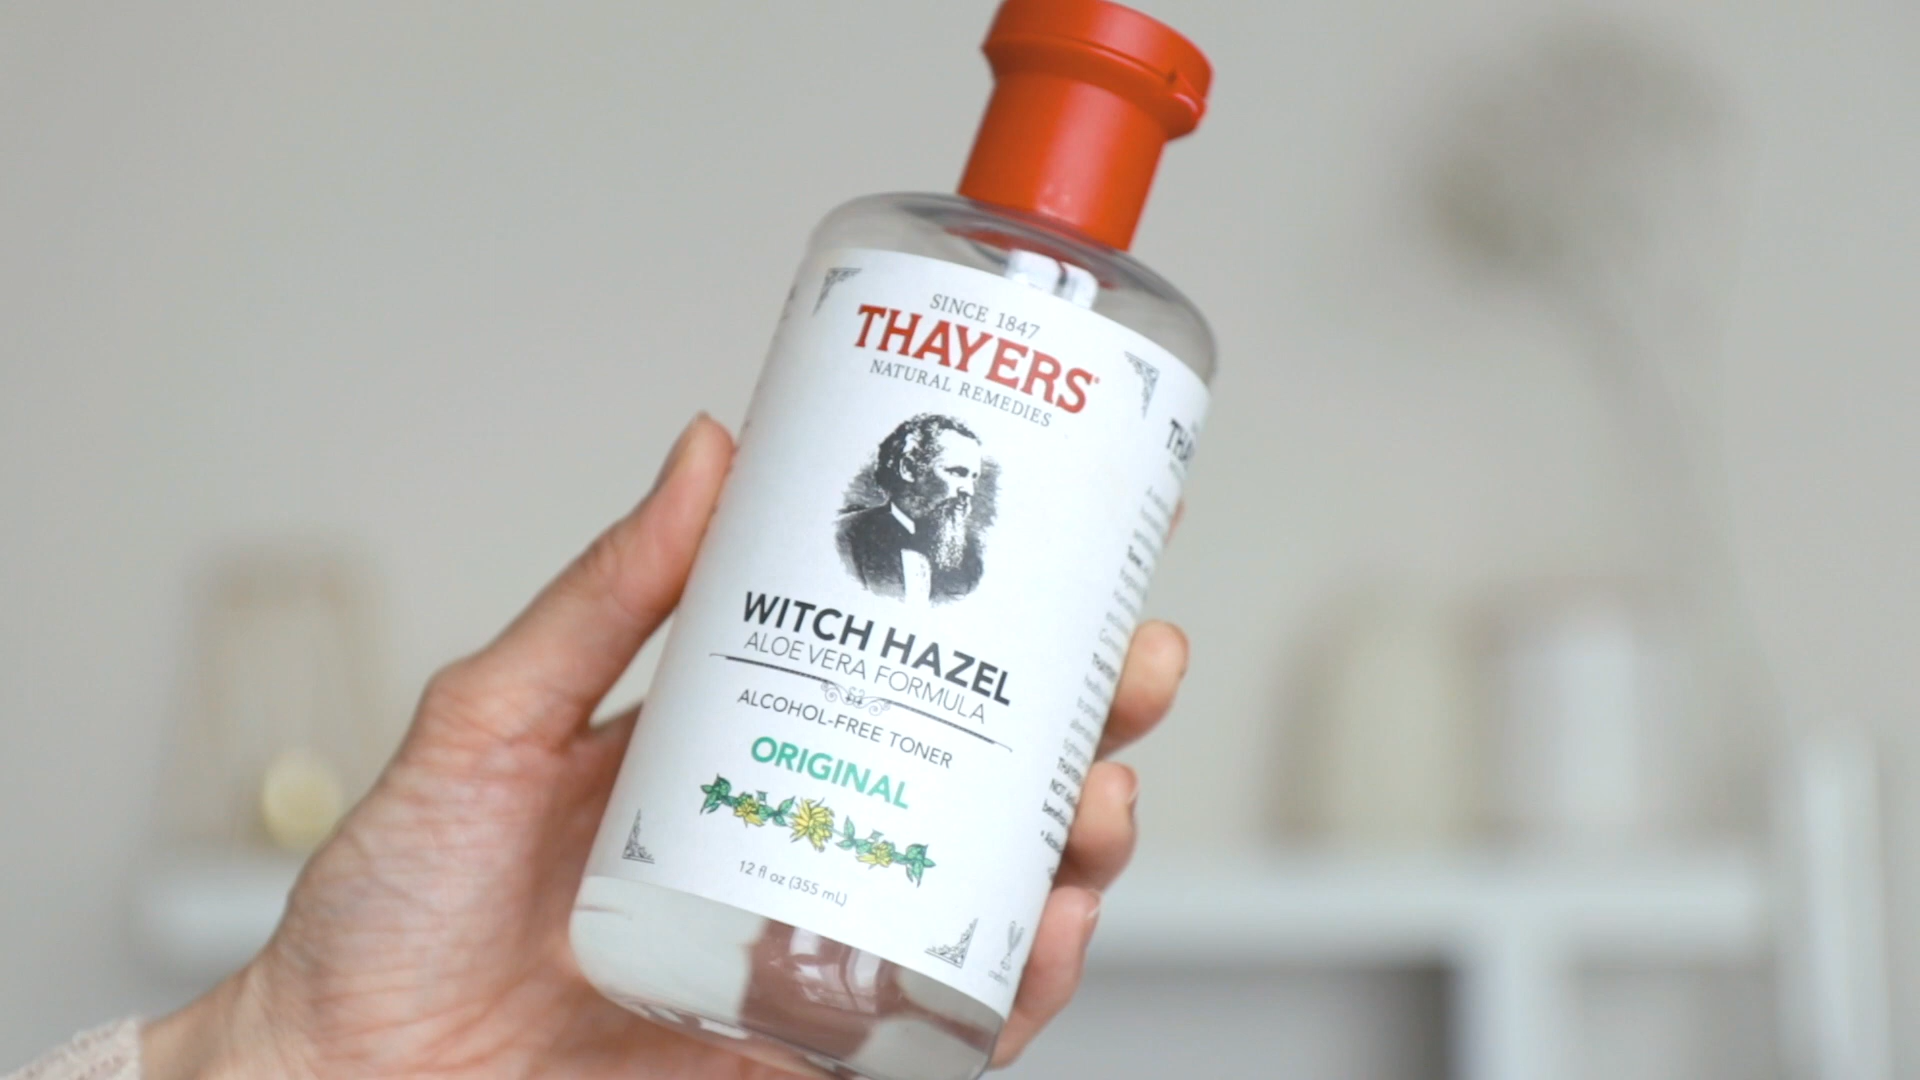 SINCE 1847
THAYERS®
NATURAL REMEDIES
WITCH HAZEL
ALOE VERA FORMULA
ALCOHOL-FREE TONER
ORIGINAL
12 fl oz (355 mL)